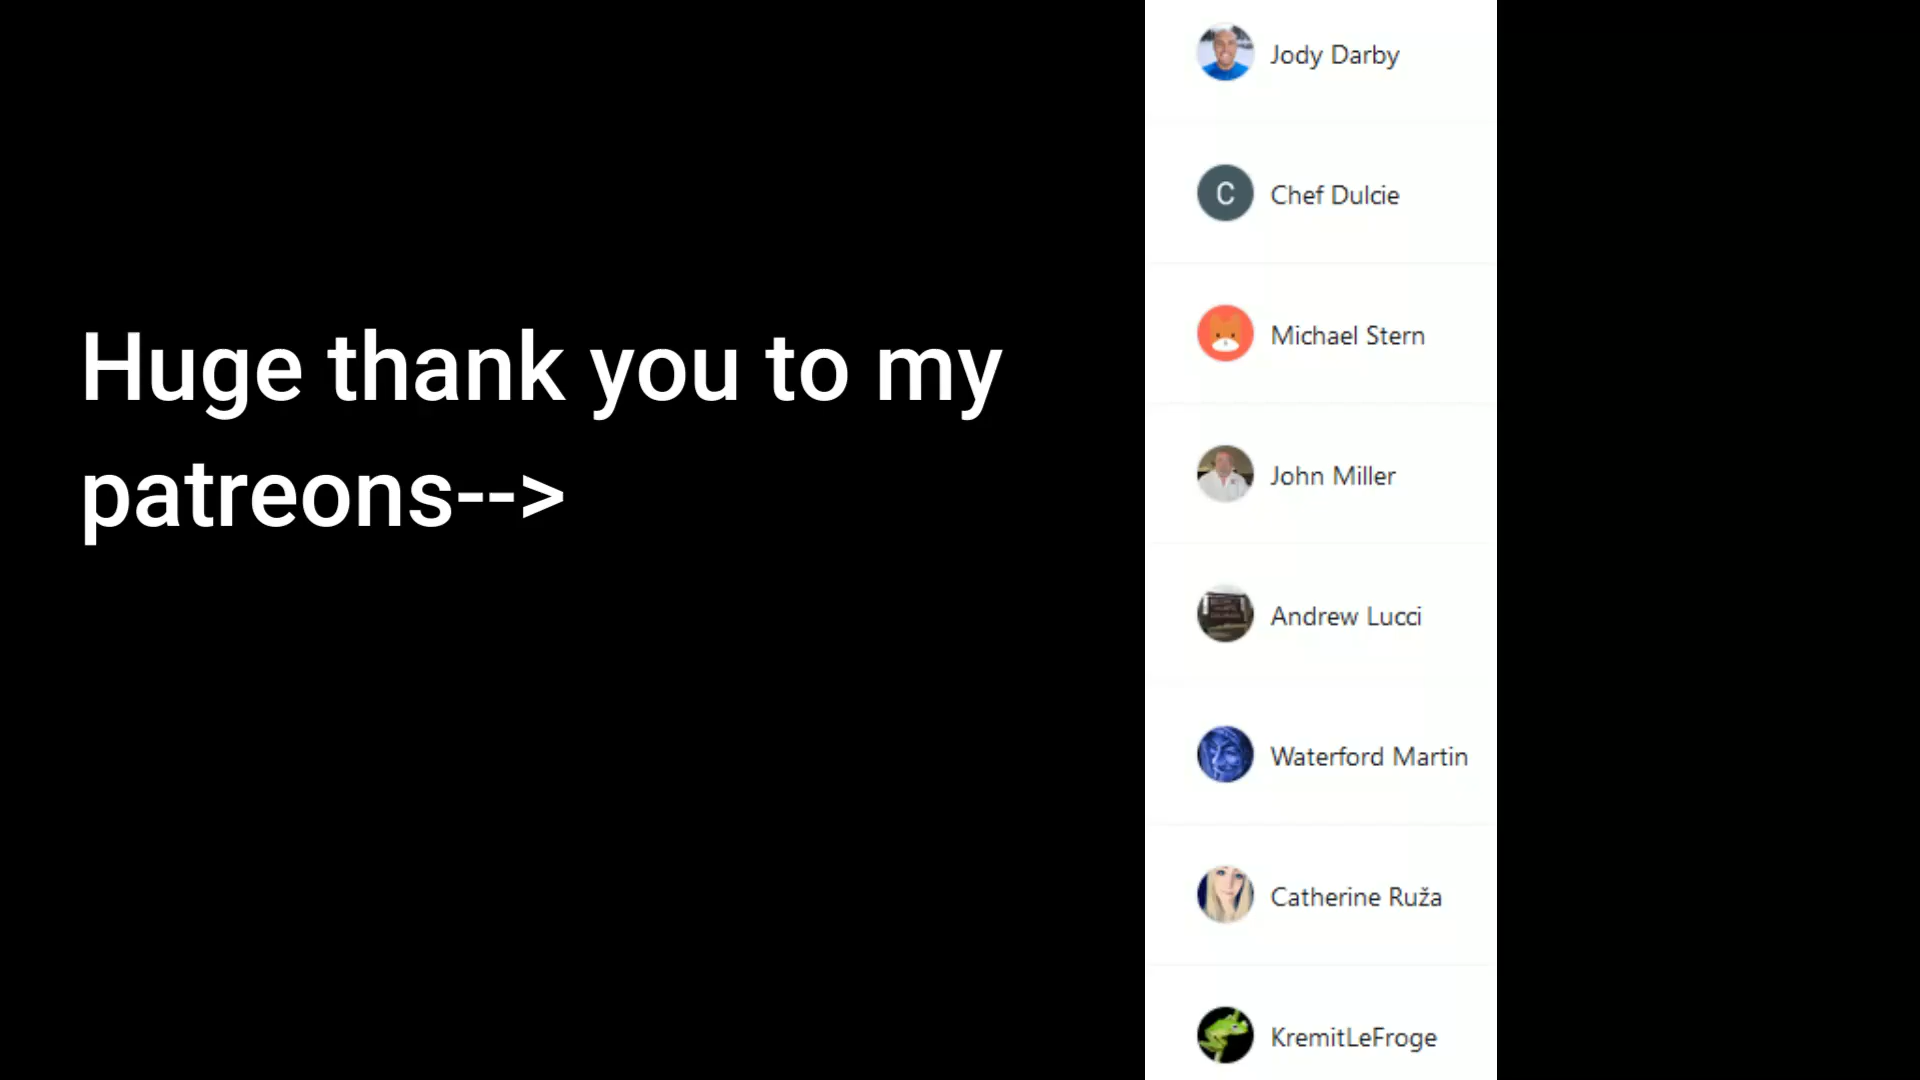 Huge thank you to my
patreons-->
Jody Darby
C
Chef Dulcie
Michael Stern
John Miller
Andrew Lucci
Waterford Martin
Catherine Ruža
KremitLeFroge